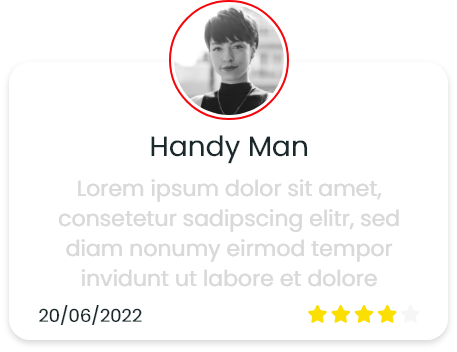 Handy Man
Lorem ipsum dolor sit amet,
consetetur sadipscing elitr, sed
diam nonumy eirmod tempor
invidunt ut labore et dolore
20/06/2022